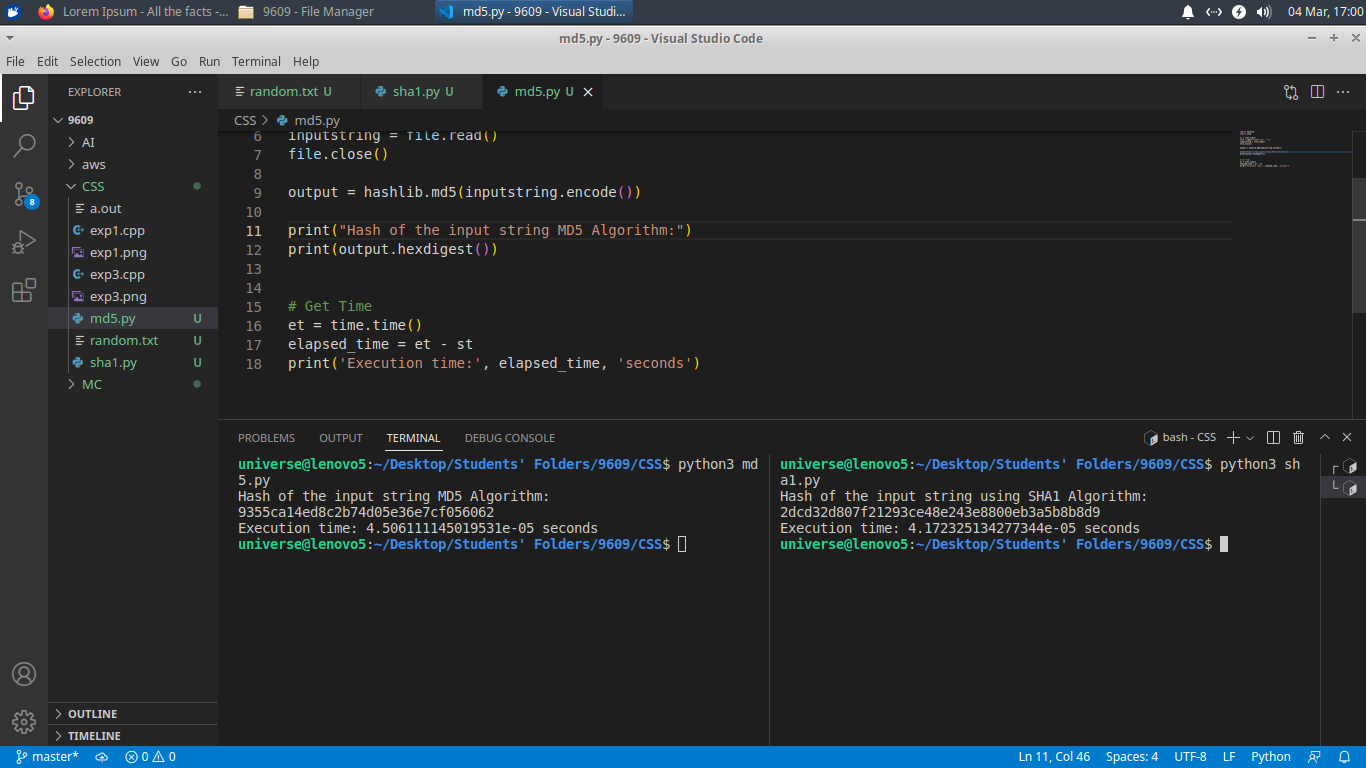 Lorem Ipsum - All the facts -... 9609 - File Manager md5.py - 9609 - Visual Studi... 04 Mar, 17:00
md5.py - 9609 - Visual Studio Code
File Edit Selection View Go Run Terminal Help
EXPLORER
9609
AI
aws
CSS
a.out
exp1.cpp
exp1.png
exp3.cpp
exp3.png
md5.py U
random.txt U
sha1.py U
MC
OUTLINE
TIMELINE
8
random.txt U sha1.py U md5.py U
CSS > md5.py
6 inputstring = file.read()
7 file.close()
8
9 output = hashlib.md5(inputstring.encode())
10
11 print("Hash of the input string MD5 Algorithm:")
12 print(output.hexdigest())
13
14
15 # Get Time
16 et = time.time()
17 elapsed_time = et - st
18 print('Execution time:', elapsed_time, 'seconds')
PROBLEMS OUTPUT TERMINAL DEBUG CONSOLE bash - CSS
universe@lenovo5:~/Desktop/Students' Folders/9609/CSS$ python3 md
5.py
Hash of the input string MD5 Algorithm:
9355ca14ed8c2b74d05e36e7cf056062
Execution time: 4.506111145019531e-05 seconds
universe@lenovo5:~/Desktop/Students' Folders/9609/CSS$
universe@lenovo5:~/Desktop/Students' Folders/9609/CSS$ python3 sh
a1.py
Hash of the input string using SHA1 Algorithm:
2dcd32d807f21293ce48e243e8800eb3a5b8b8d9
Execution time: 4.172325134277344e-05 seconds
universe@lenovo5:~/Desktop/Students' Folders/9609/CSS$
master* 0 0 Ln 11, Col 46 Spaces: 4 UTF-8 LF Python